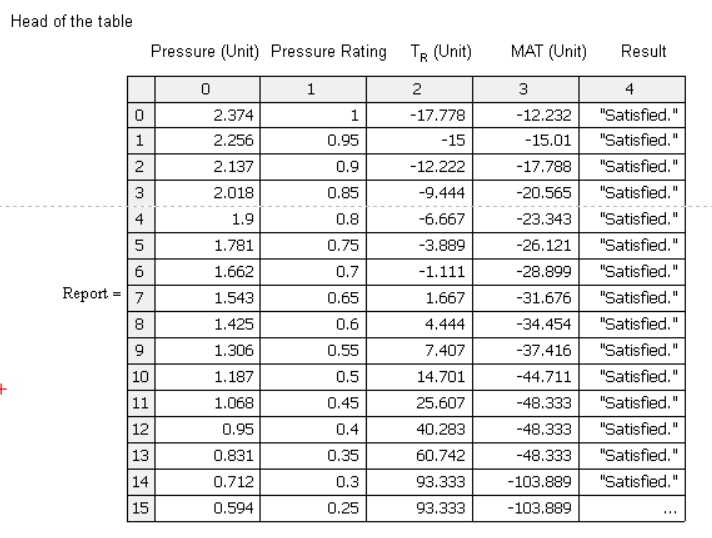 Head of the table
Pressure (Unit) Pressure Rating TR (Unit) MAT (Unit) Result
0 1 2 3 4
0 2.374 1 -17.778 -12.232 "Satisfied."
1 2.256 0.95 -15 -15.01 "Satisfied."
2 2.137 0.9 -12.222 -17.788 "Satisfied."
3 2.018 0.85 -9.444 -20.565 "Satisfied."
4 1.9 0.8 -6.667 -23.343 "Satisfied."
5 1.781 0.75 -3.889 -26.121 "Satisfied."
6 1.662 0.7 -1.111 -28.899 "Satisfied."
Report = 7 1.543 0.65 1.667 -31.676 "Satisfied."
8 1.425 0.6 4.444 -34.454 "Satisfied."
9 1.306 0.55 7.407 -37.416 "Satisfied."
10 1.187 0.5 14.701 -44.711 "Satisfied."
11 1.068 0.45 25.607 -48.333 "Satisfied."
12 0.95 0.4 40.283 -48.333 "Satisfied."
13 0.831 0.35 60.742 -48.333 "Satisfied."
14 0.712 0.3 93.333 -103.889 "Satisfied."
15 0.594 0.25 93.333 -103.889 ...